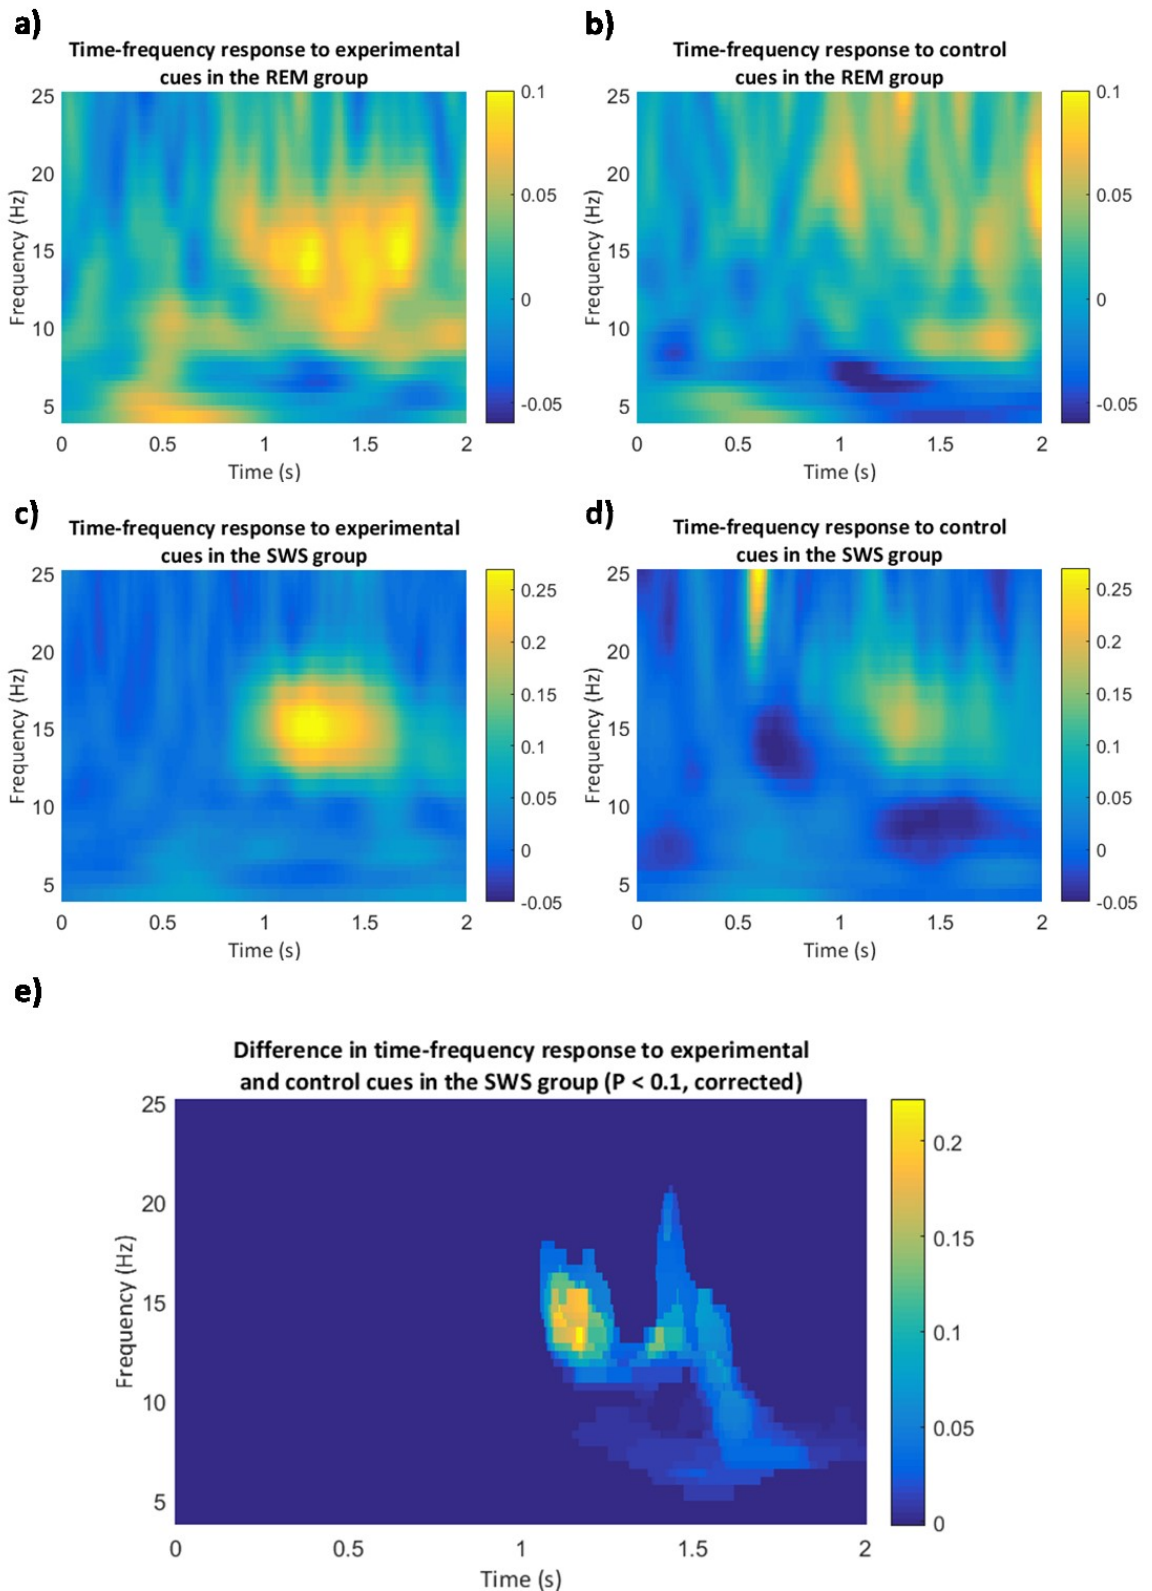 a)
Time-frequency response to experimental
cues in the REM group
25
20
15
10
5
Frequency (Hz)
0 0.5 1 1.5 2
Time (s)
0.1
0.05
0
-0.05
b)
Time-frequency response to control
cues in the REM group
25
20
15
10
5
Frequency (Hz)
0 0.5 1 1.5 2
Time (s)
0.1
0.05
0
-0.05
c)
Time-frequency response to experimental
cues in the SWS group
25
20
15
10
5
Frequency (Hz)
0 0.5 1 1.5 2
Time (s)
0.25
0.2
0.15
0.1
0.05
0
-0.05
d)
Time-frequency response to control
cues in the SWS group
25
20
15
10
5
Frequency (Hz)
0 0.5 1 1.5 2
Time (s)
0.25
0.2
0.15
0.1
0.05
0
-0.05
e)
Difference in time-frequency response to experimental
and control cues in the SWS group (P < 0.1, corrected)
25
20
15
10
5
Frequency (Hz)
0 0.5 1 1.5 2
Time (s)
0.2
0.15
0.1
0.05
0